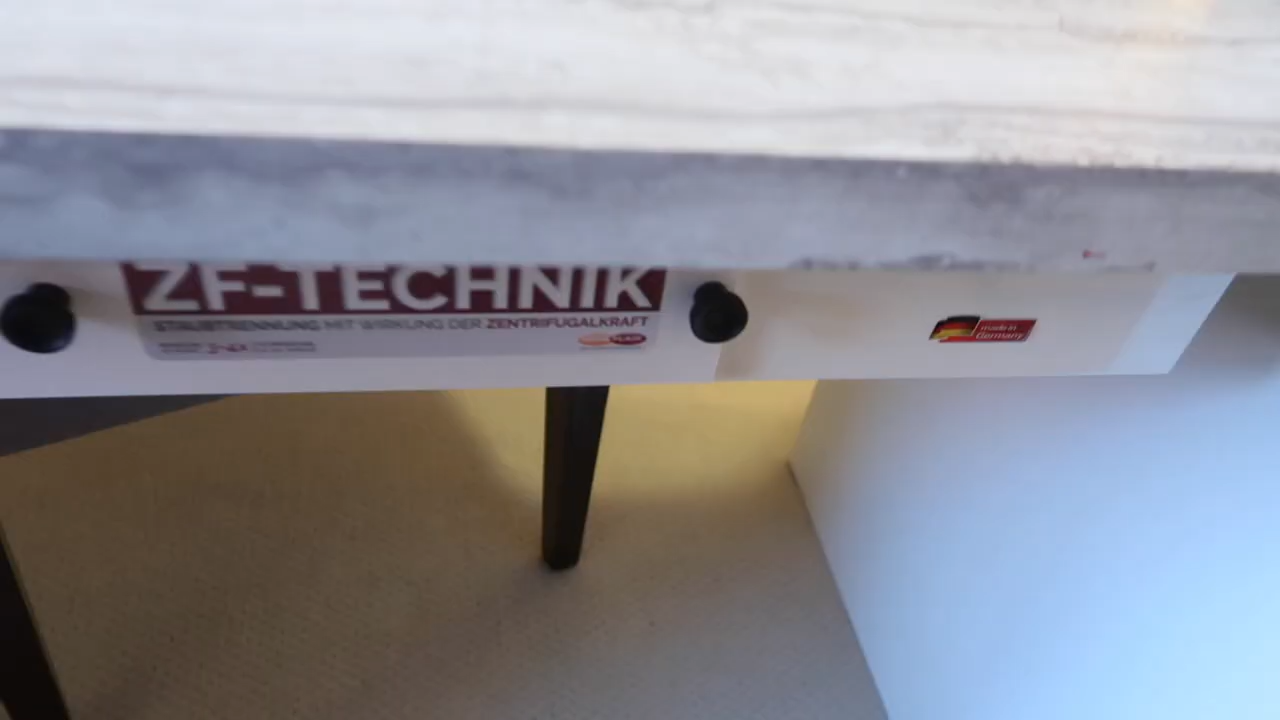 ZF-TECHNIK
STAUBTRENNUNG MIT WIRKUNG DER ZENTRIFUGALKRAFT
made in
Germany